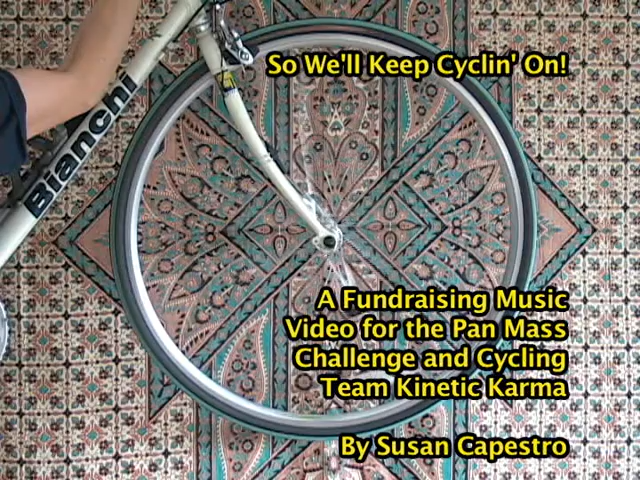 So We'll Keep Cyclin' On!
Bianchi
A Fundraising Music
Video for the Pan Mass
Challenge and Cycling
Team Kinetic Karma
By Susan Capestro